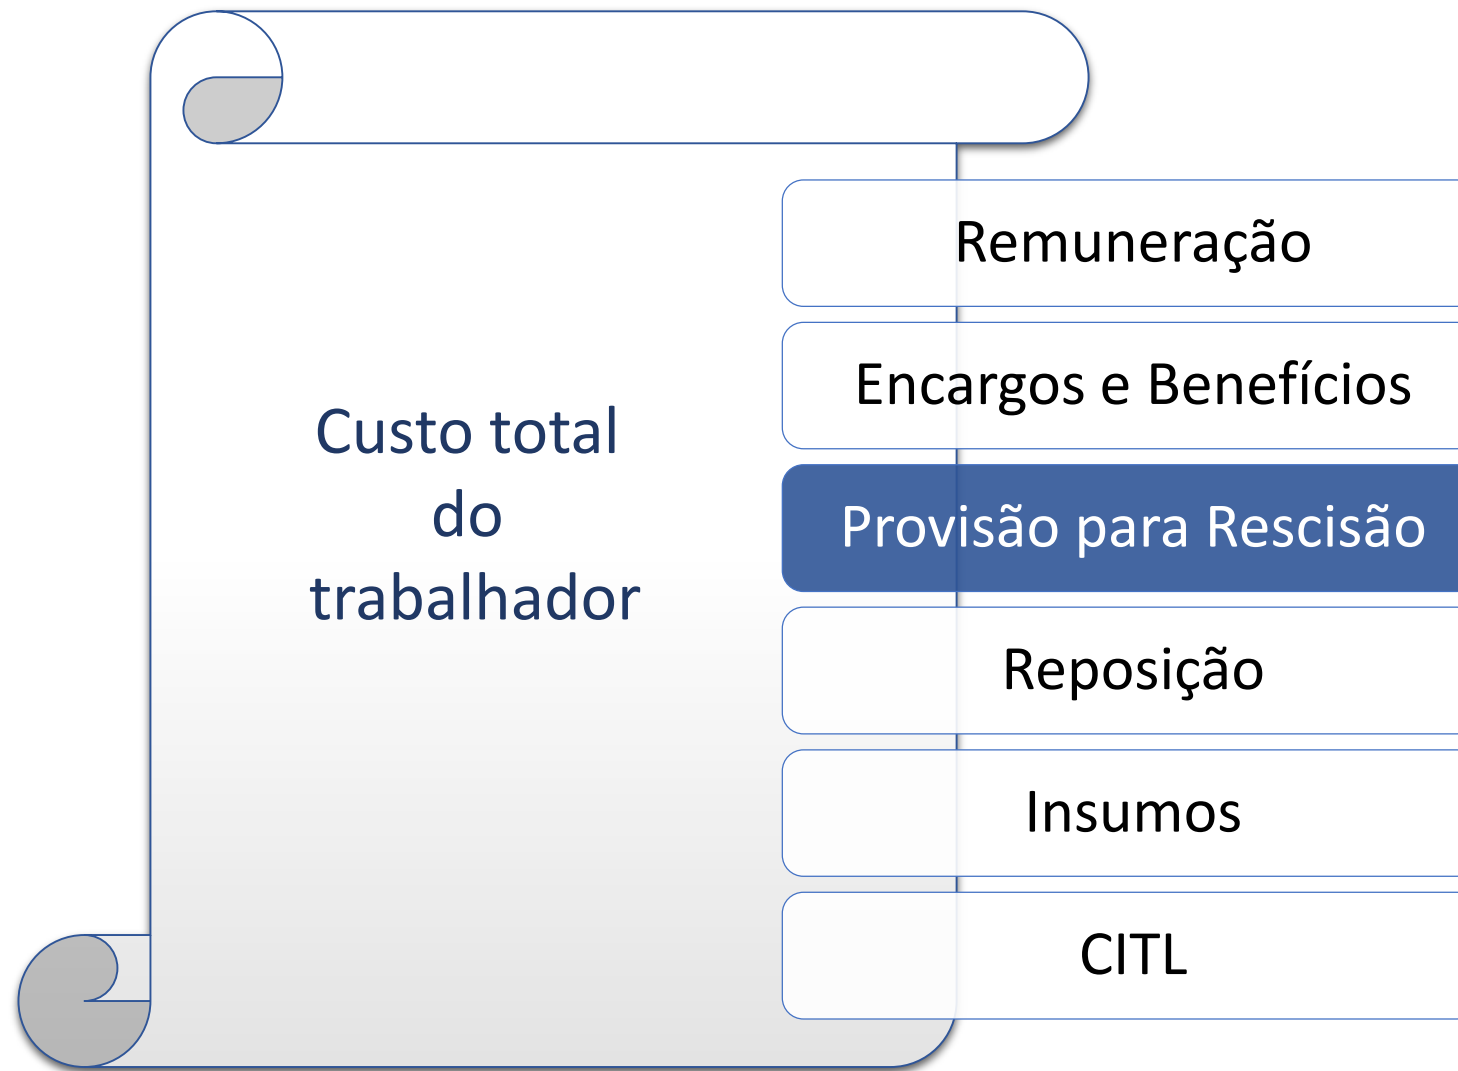 Custo total
do
trabalhador
Remuneração
Encargos e Benefícios
Provisão para Rescisão
Reposição
Insumos
CITL